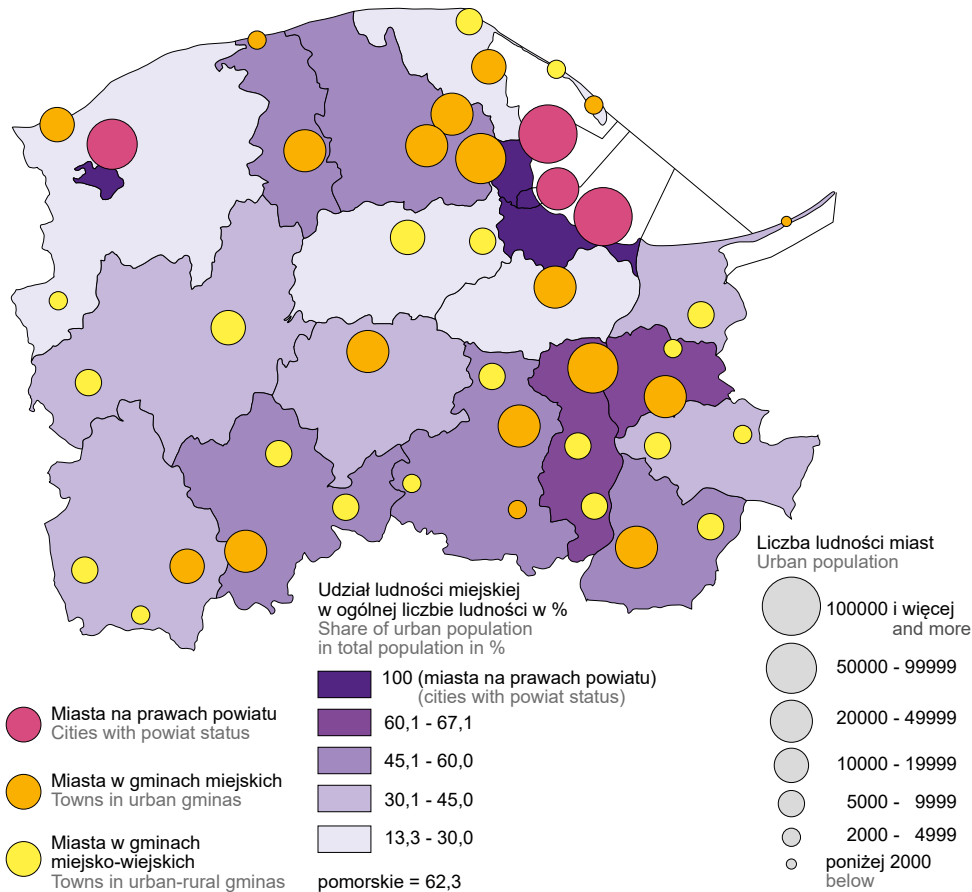 Miasta na prawach powiatu
Cities with powiat status
Miasta w gminach miejskich
Towns in urban gminas
Miasta w gminach
miejsko-wiejskich
Towns in urban-rural gminas
Udział ludności miejskiej
w ogólnej liczbie ludności w %
Share of urban population
in total population in %
100 (miasta na prawach powiatu)
(cities with powiat status)
60,1 - 67,1
45,1 - 60,0
30,1 - 45,0
13,3 - 30,0
pomorskie = 62,3
Liczba ludności miast
Urban population
100000 i więcej
and more
50000 - 99999
20000 - 49999
10000 - 19999
5000 - 9999
2000 - 4999
poniżej 2000
below